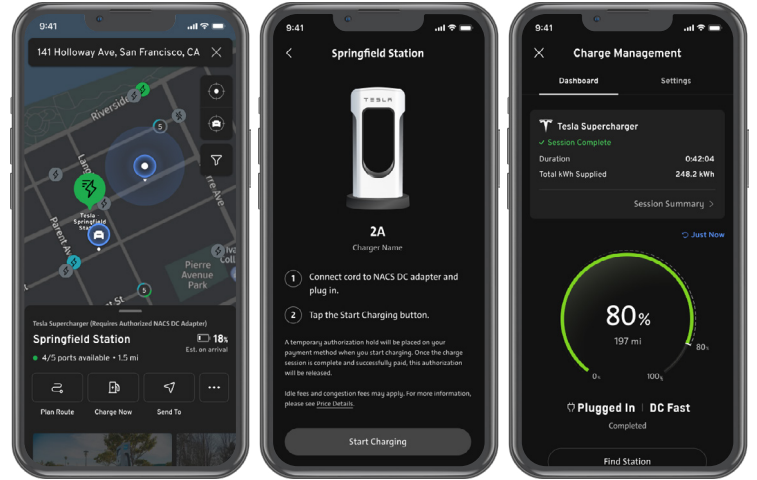 9:41
141 Holloway Ave, San Francisco, CA
Riverside
5
Tesla
Springfield
Parent Av
Pierre
Avenue
Park
5
Tesla Supercharger (Requires Authorized NACS DC Adapter)
Springfield Station
18%
Est. on arrival
4/5 ports available • 1.5 mi
Plan Route
Charge Now
Send To
9:41
Springfield Station
TESLA
2A
Charger Name
1 Connect cord to NACS DC adapter and
plug in.
2 Tap the Start Charging button.
A temporary authorization hold will be placed on your
payment method when you start charging. Once the charge
session is complete and successfully paid, this authorization
will be released.
Idle fees and congestion fees may apply. For more information,
please see Price Details.
Start Charging
9:41
Charge Management
Dashboard
Settings
Tesla Supercharger
Session Complete
Duration 0:42:04
Total kWh Supplied 248.2 kWh
Session Summary
Just Now
80%
197 mi
80%
0%
100%
Plugged In | DC Fast
Completed
Find Station